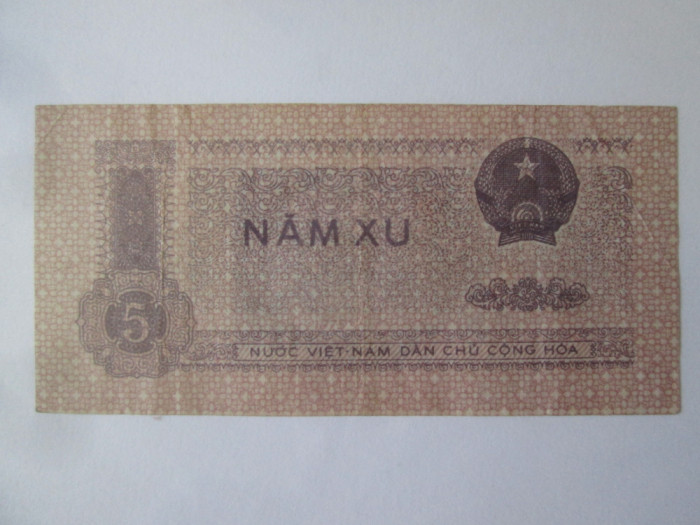 NĂM XU
5
NƯỚC VIỆT-NAM DÂN CHỦ CỘNG HÒA